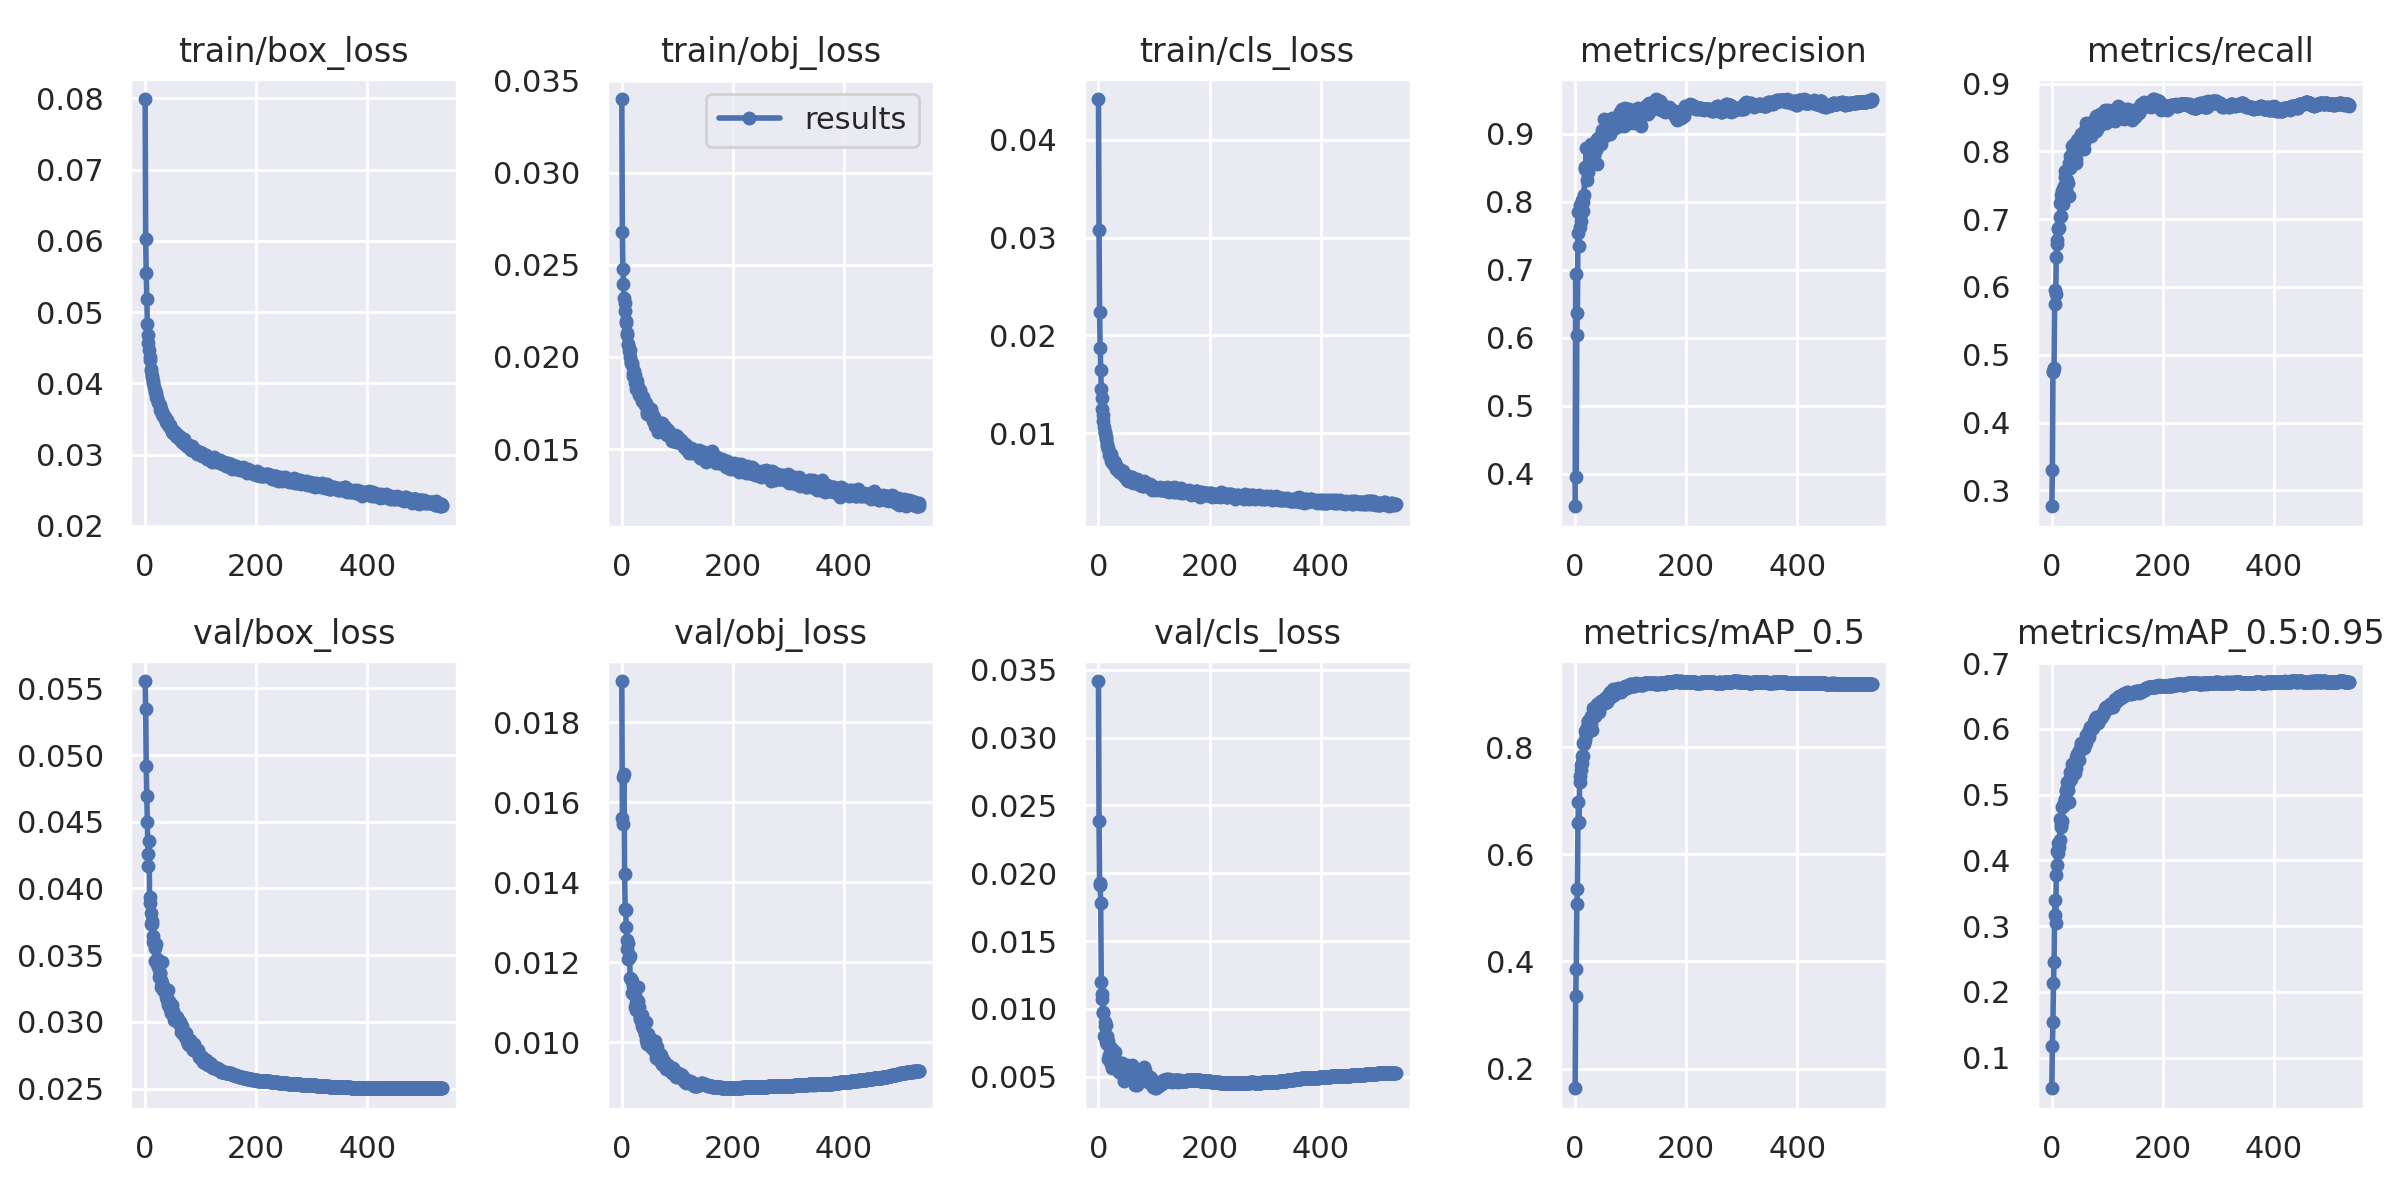 train/box_loss
0.08
0.07
0.06
0.05
0.04
0.03
0.02
0 200 400
train/obj_loss
results
0.035
0.030
0.025
0.020
0.015
0 200 400
train/cls_loss
0.04
0.03
0.02
0.01
0 200 400
metrics/precision
0.9
0.8
0.7
0.6
0.5
0.4
0 200 400
metrics/recall
0.9
0.8
0.7
0.6
0.5
0.4
0.3
0 200 400
val/box_loss
0.055
0.050
0.045
0.040
0.035
0.030
0.025
0 200 400
val/obj_loss
0.018
0.016
0.014
0.012
0.010
0 200 400
val/cls_loss
0.035
0.030
0.025
0.020
0.015
0.010
0.005
0 200 400
metrics/mAP_0.5
0.8
0.6
0.4
0.2
0 200 400
metrics/mAP_0.5:0.95
0.7
0.6
0.5
0.4
0.3
0.2
0.1
0 200 400